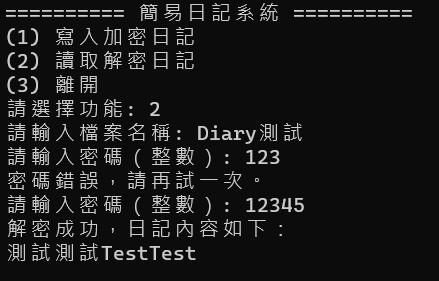 ========== 簡易日記系統 ==========
(1) 寫入加密日記
(2) 讀取解密日記
(3) 離開
請選擇功能: 2
請輸入檔案名稱: Diary測試
請輸入密碼（整數）: 123
密碼錯誤，請再試一次。
請輸入密碼（整數）: 12345
解密成功，日記內容如下：
測試測試TestTest